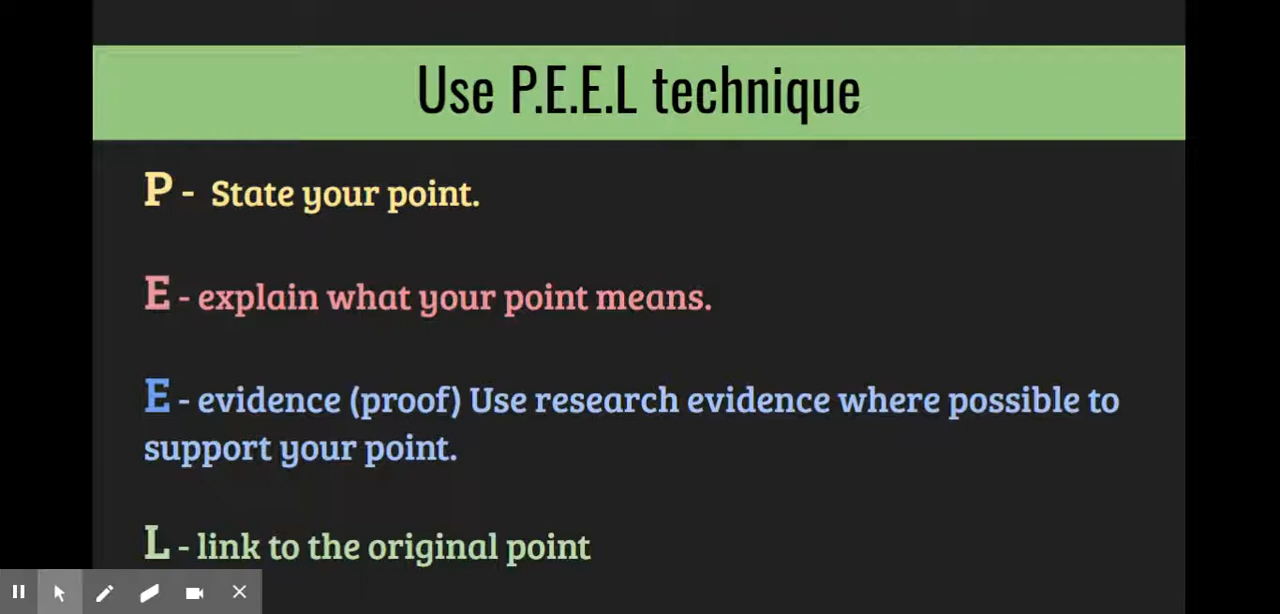 Use P.E.E.L technique
P - State your point.
E - explain what your point means.
E - evidence (proof) Use research evidence where possible to
support your point.
L - link to the original point